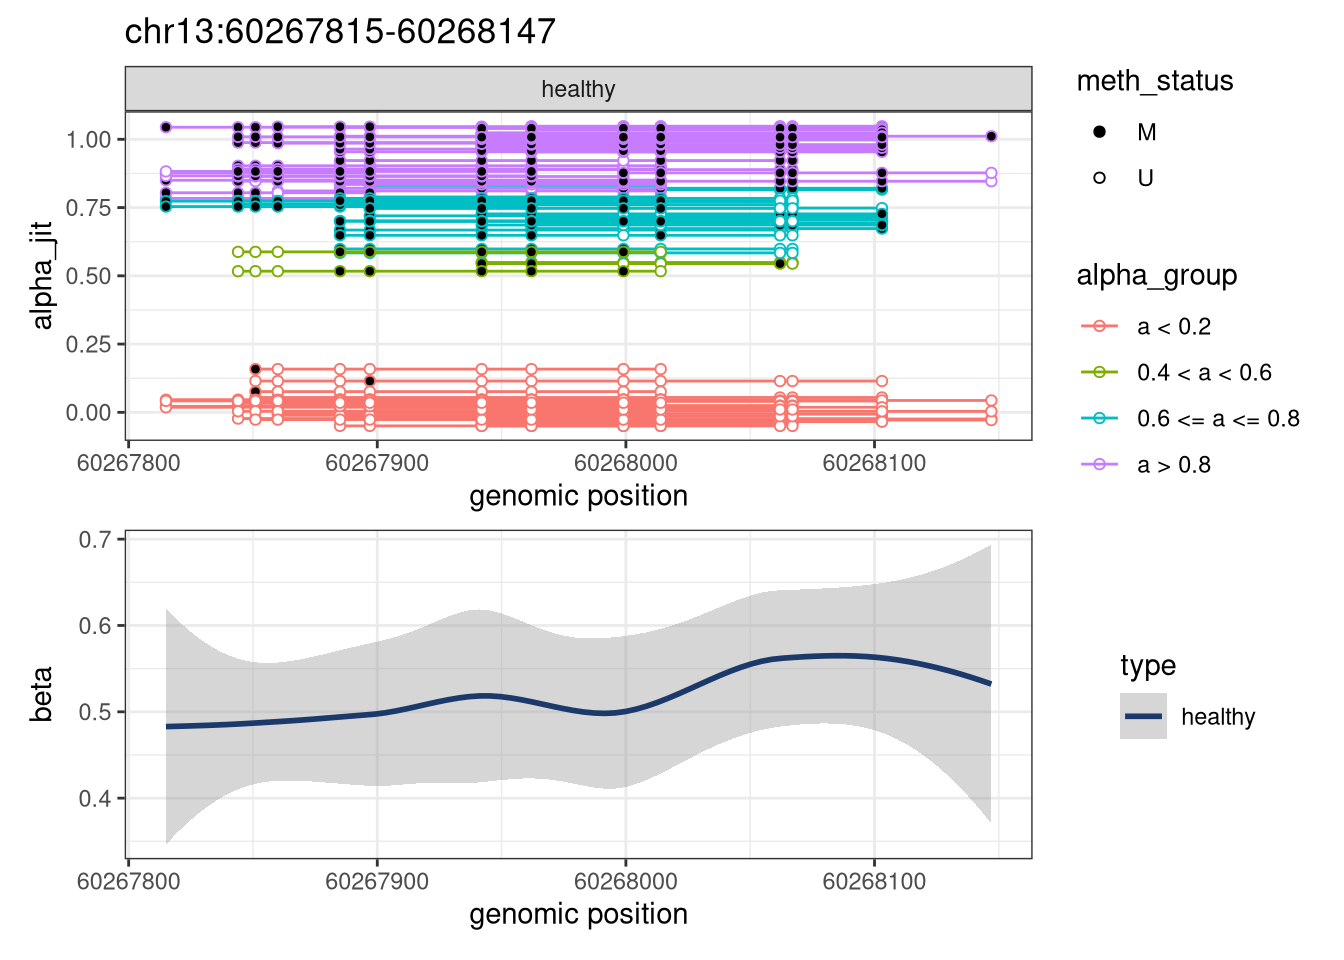 chr13:60267815-60268147
healthy
1.00
0.75
0.50
0.25
0.00
alpha_jit
60267800 60267900 60268000 60268100
genomic position
meth_status
M
U
alpha_group
a < 0.2
0.4 < a < 0.6
0.6 <= a <= 0.8
a > 0.8
0.7
0.6
0.5
0.4
beta
60267800 60267900 60268000 60268100
genomic position
type
healthy